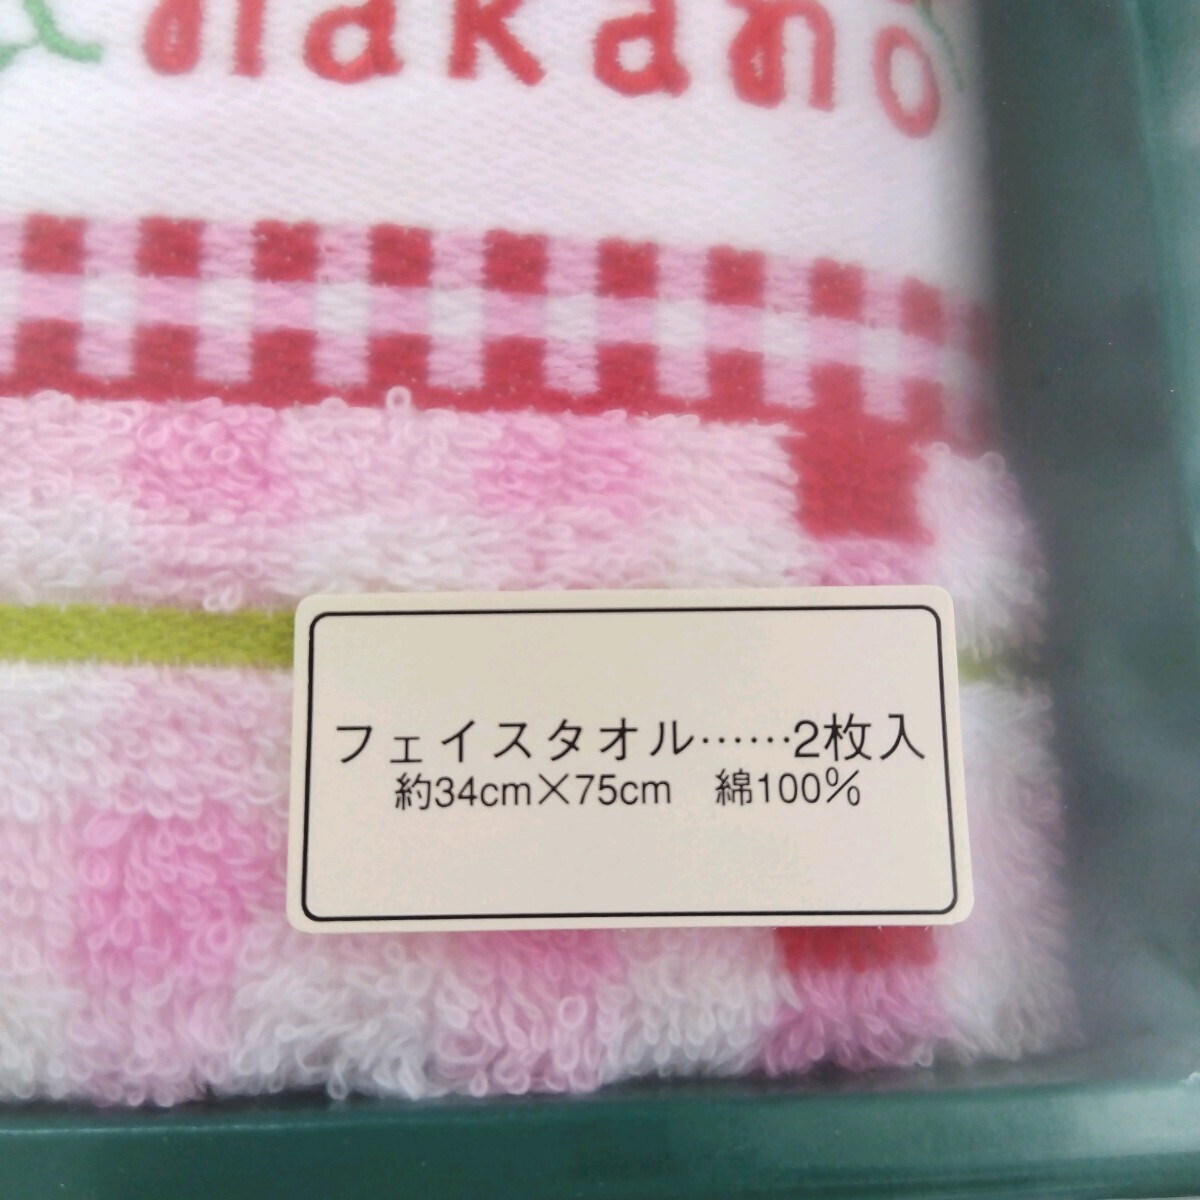 nakano
フェイスタオル……2枚入
約34cm×75cm　綿100%